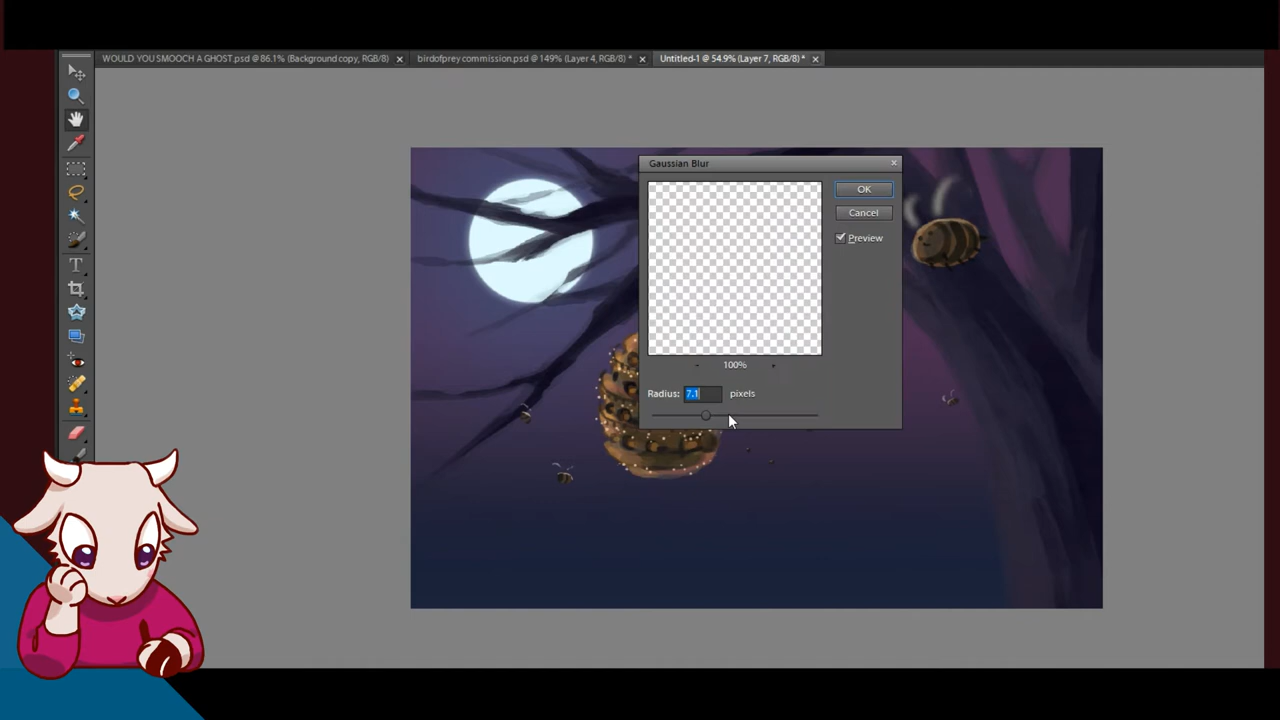 WOULD YOU SMOOCH A GHOST.psd @ 86.1% (Background copy, RGB/8) × birdofprey commission.psd @ 149% (Layer 4, RGB/8) * × Untitled-1 @ 54.9% (Layer 7, RGB/8) * ×
Gaussian Blur
OK
Cancel
Preview
T
- 100%
Radius: 7.1 pixels